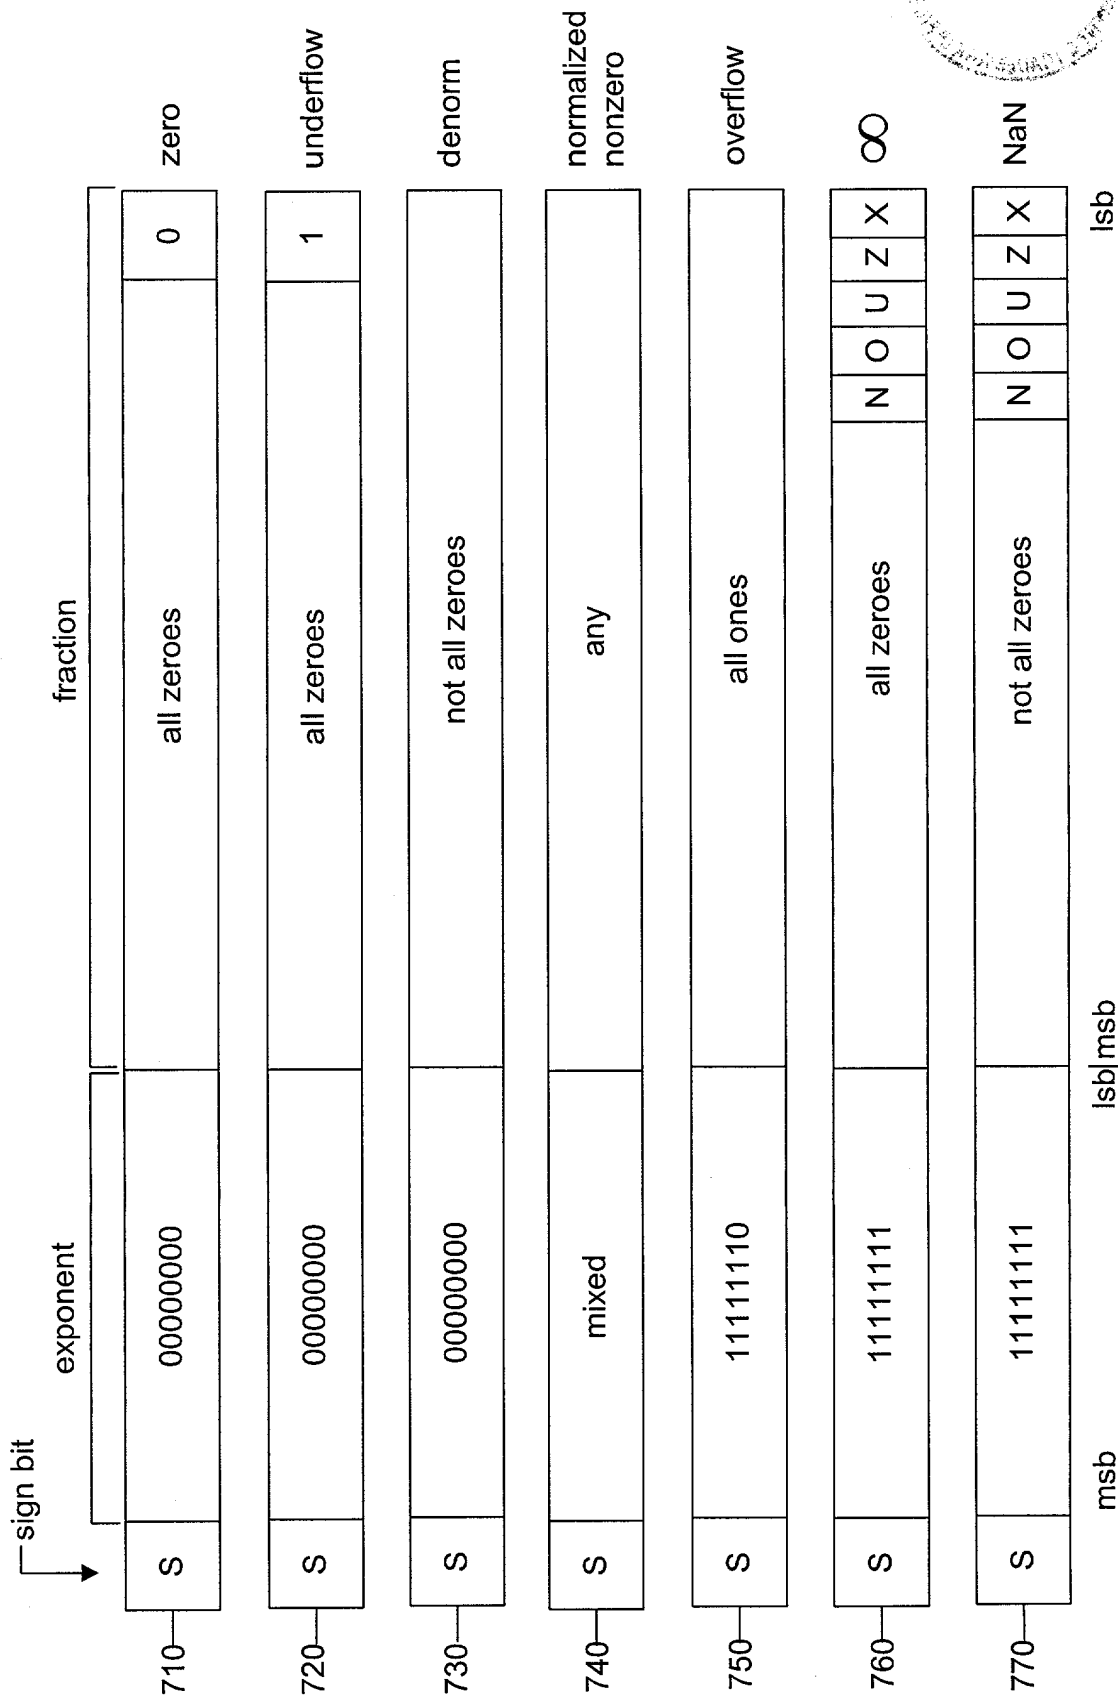 sign bit
exponent
fraction
710 S 00000000 all zeroes 0 zero
720 S 00000000 all zeroes 1 underflow
730 S 00000000 not all zeroes denorm
740 S mixed any normalized
nonzero
750 S 11111110 all ones overflow
760 S 11111111 all zeroes N O U Z X ∞
770 S 11111111 not all zeroes N O U Z X NaN
msb lsb|msb lsb